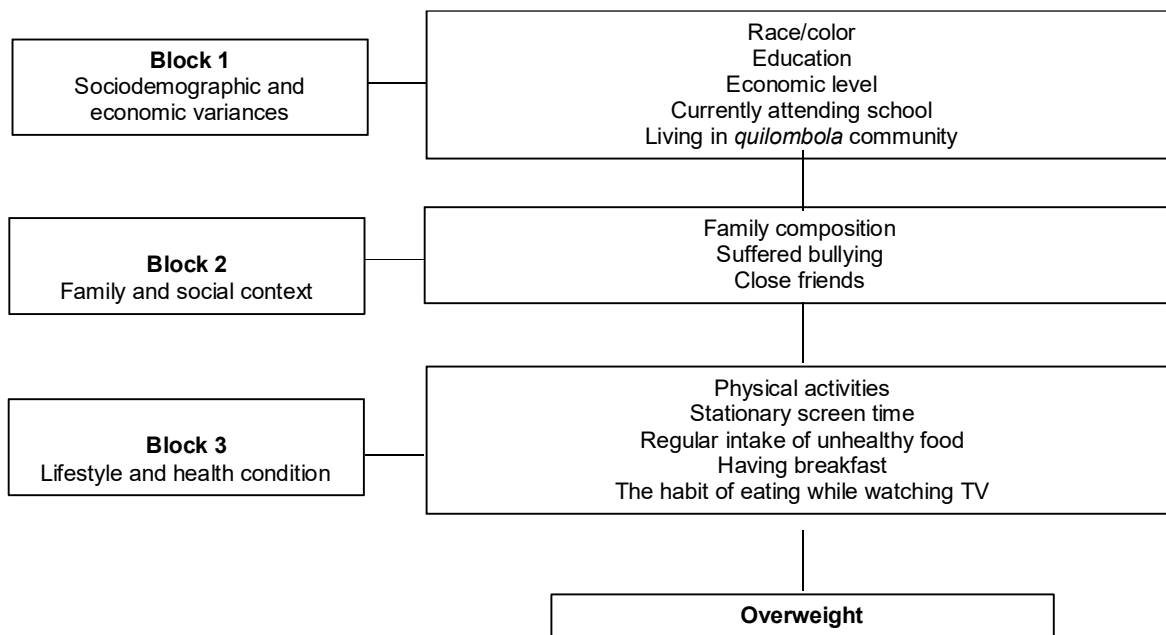 Block 1
Sociodemographic and
economic variances
Race/color
Education
Economic level
Currently attending school
Living in quilombola community
Block 2
Family and social context
Family composition
Suffered bullying
Close friends
Block 3
Lifestyle and health condition
Physical activities
Stationary screen time
Regular intake of unhealthy food
Having breakfast
The habit of eating while watching TV
Overweight